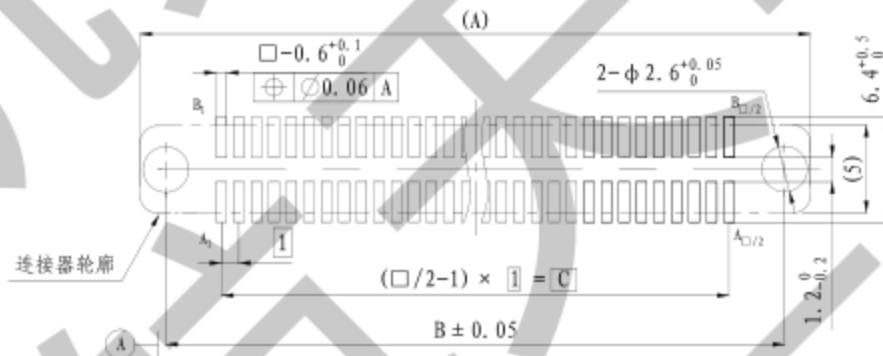 (A)
□-0.6 +0.1 0
⌖ ∅0.06 A
2-ϕ2.6 +0.05 0
6.4 +0.5 0
B₁
B□/2
(5)
A₁
A□/2
1
连接器轮廓
(□/2-1) × 1 = C
1.2 0 -0.2
B±0.05
A